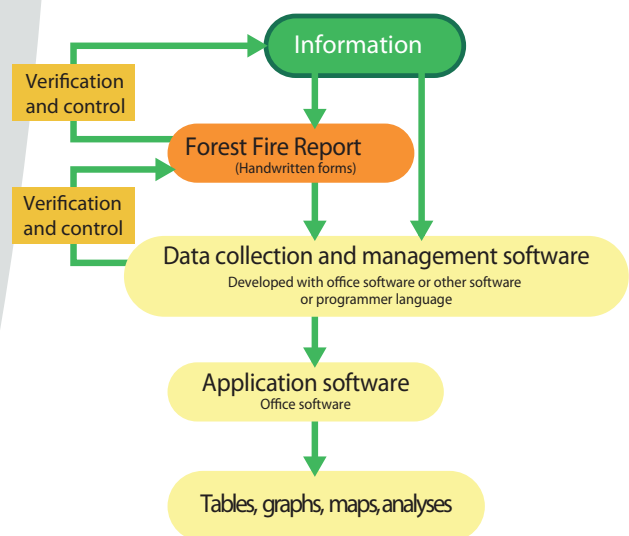 Information
Verification
and control
Forest Fire Report
(Handwritten forms)
Verification
and control
Data collection and management software
Developed with office software or other software
or programmer language
Application software
Office software
Tables, graphs, maps, analyses